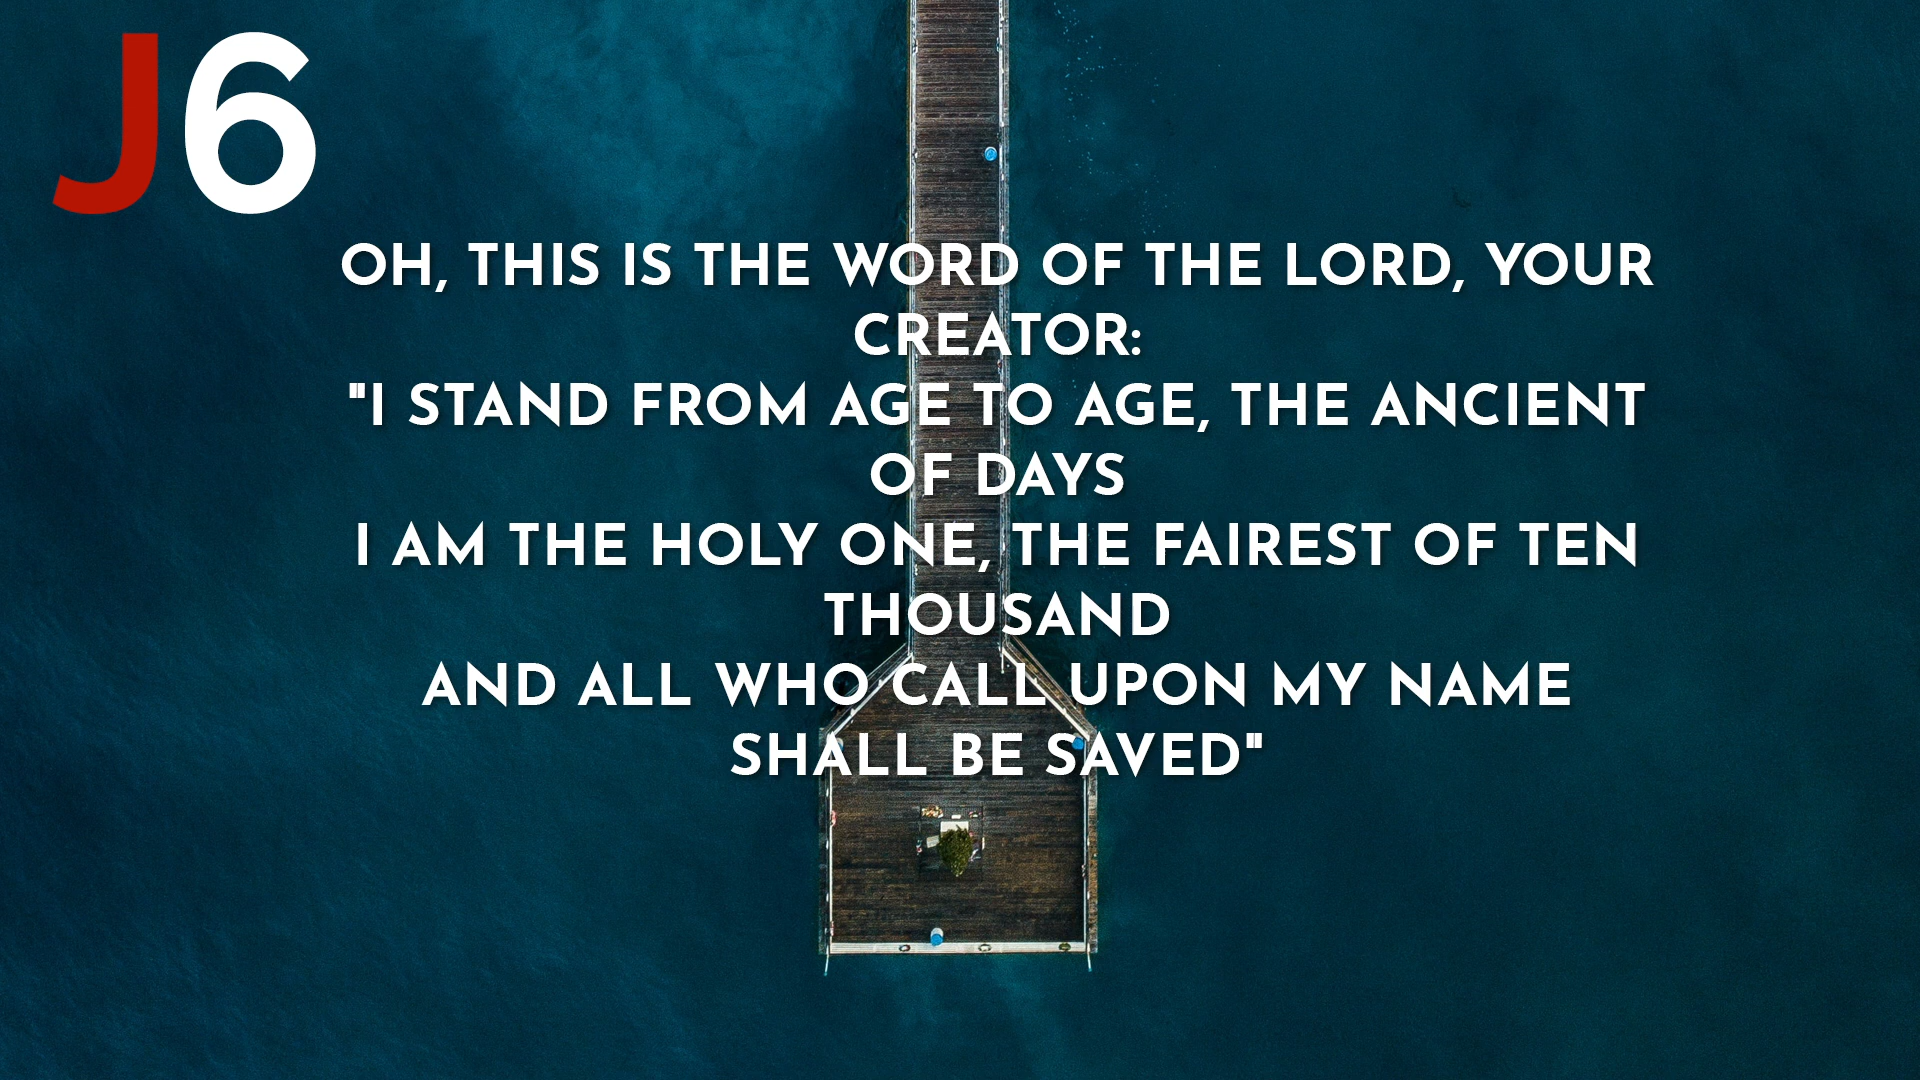 J6
OH, THIS IS THE WORD OF THE LORD, YOUR
CREATOR:
"I STAND FROM AGE TO AGE, THE ANCIENT
OF DAYS
I AM THE HOLY ONE, THE FAIREST OF TEN
THOUSAND
AND ALL WHO CALL UPON MY NAME
SHALL BE SAVED"